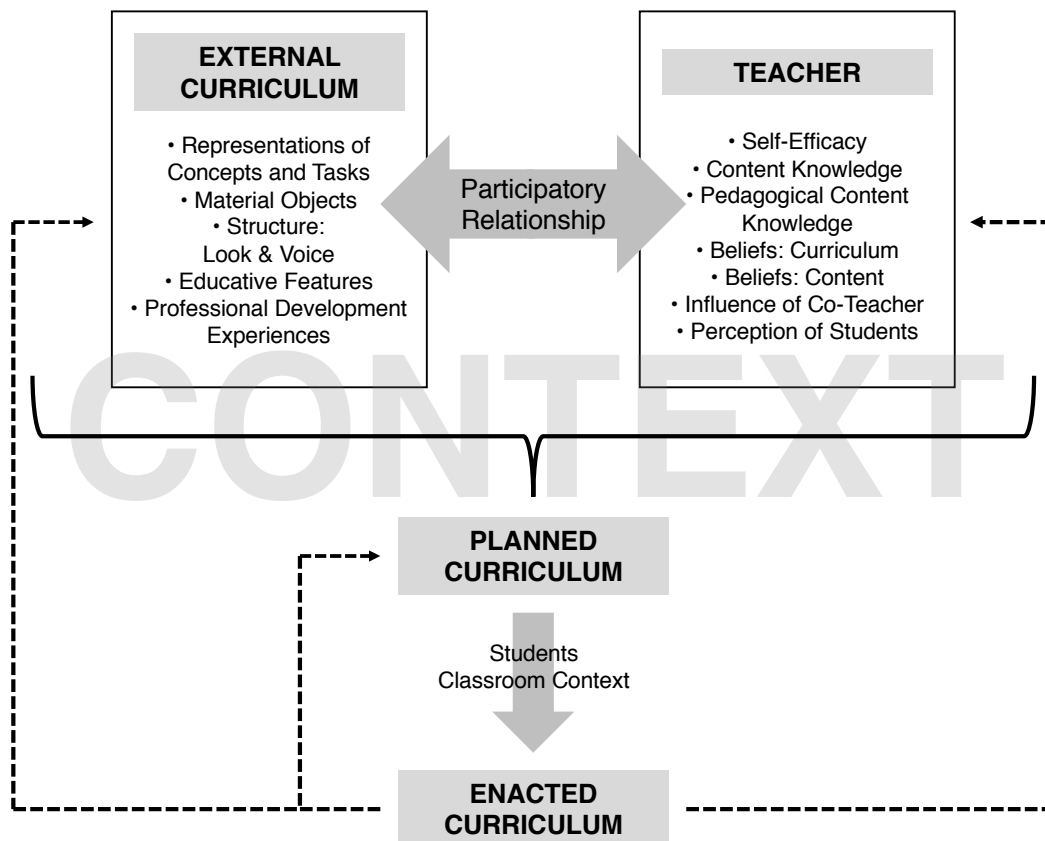 EXTERNAL
CURRICULUM
• Representations of
Concepts and Tasks
• Material Objects
• Structure:
Look & Voice
• Educative Features
• Professional Development
Experiences
Participatory
Relationship
TEACHER
• Self-Efficacy
• Content Knowledge
• Pedagogical Content
Knowledge
• Beliefs: Curriculum
• Beliefs: Content
• Influence of Co-Teacher
• Perception of Students
CONTEXT
PLANNED
CURRICULUM
Students
Classroom Context
ENACTED
CURRICULUM